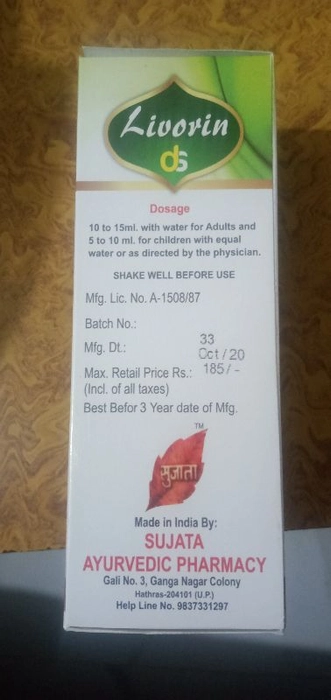 Livorin
ds
Dosage
10 to 15ml. with water for Adults and
5 to 10 ml. for children with equal
water or as directed by the physician.
SHAKE WELL BEFORE USE
Mfg. Lic. No. A-1508/87
Batch No.: 33
Mfg. Dt.: Oct/20
Max. Retail Price Rs.: 185/-
(Incl. of all taxes)
Best Befor 3 Year date of Mfg.
TM
सुजाता
Made in India By:
SUJATA
AYURVEDIC PHARMACY
Gali No. 3, Ganga Nagar Colony
Hathras-204101 (U.P.)
Help Line No. 9837331297